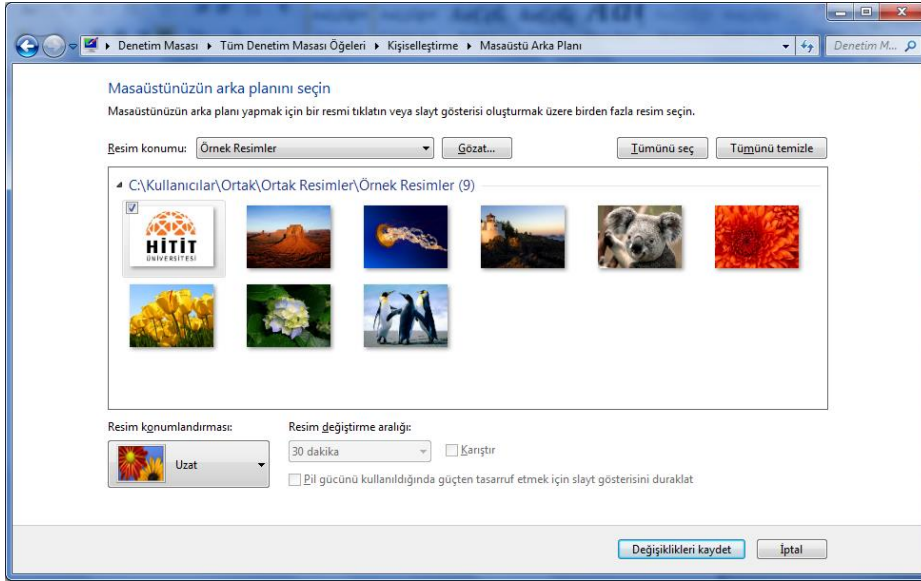 Denetim Masası ▸ Tüm Denetim Masası Öğeleri ▸ Kişiselleştirme ▸ Masaüstü Arka Planı
Denetim M...
Masaüstünüzün arka planını seçin
Masaüstünüzün arka planı yapmak için bir resmi tıklatın veya slayt gösterisi oluşturmak üzere birden fazla resim seçin.
Resim konumu: Örnek Resimler Gözat... Tümünü seç Tümünü temizle
C:\Kullanıcılar\Ortak\Ortak Resimler\Örnek Resimler (9)
HİTİT
ÜNİVERSİTESİ
Resim konumlandırması: Resim değiştirme aralığı:
Uzat 30 dakika Karıştır
Pil gücünü kullanıldığında güçten tasarruf etmek için slayt gösterisini duraklat
Değişiklikleri kaydet İptal